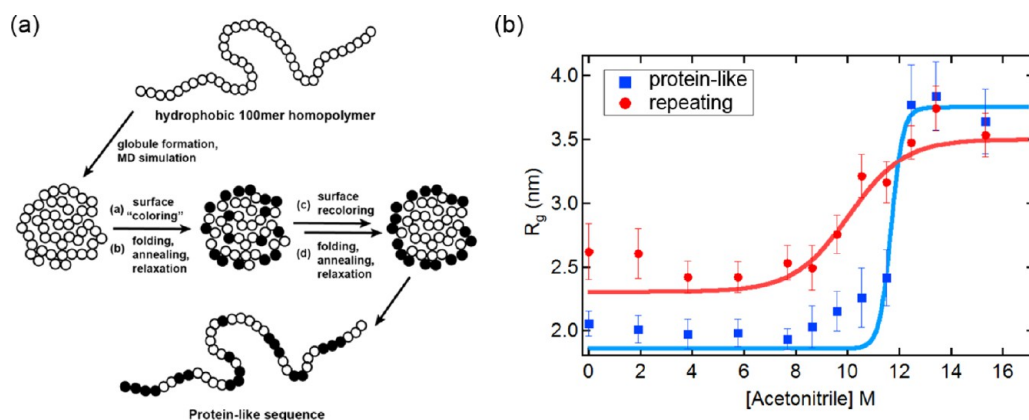 (a)
hydrophobic 100mer homopolymer
globule formation,
MD simulation
(a) surface
"coloring"
(b) folding,
annealing,
relaxation
(c) surface
recoloring
(d) folding,
annealing,
relaxation
Protein-like sequence
(b)
protein-like
repeating
4.0
3.5
3.0
2.5
2.0
Rg (nm)
0 2 4 6 8 10 12 14 16
[Acetonitrile] M